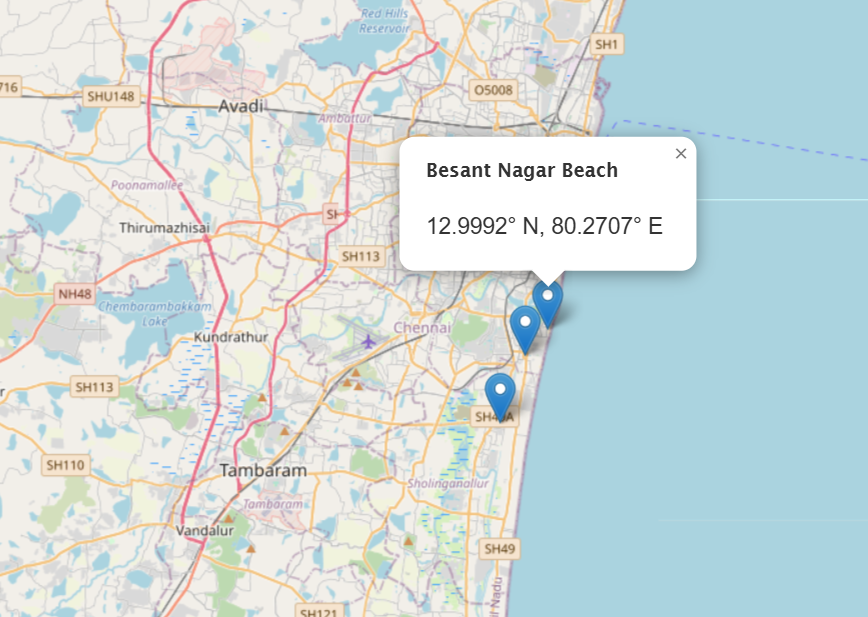 Red Hills
Reservoir
SH1
716
SHU148
O5008
Avadi
Ambattur
×
Besant Nagar Beach
Poonamallee
SH
Thirumazhisai
12.9992° N, 80.2707° E
SH113
NH48
Chembarambakkam
Lake
Chennai
Kundrathur
SH113
SH49A
SH110
Tambaram
Sholinganallur
Tambaram
Vandalur
SH49
il Nadu
SH121